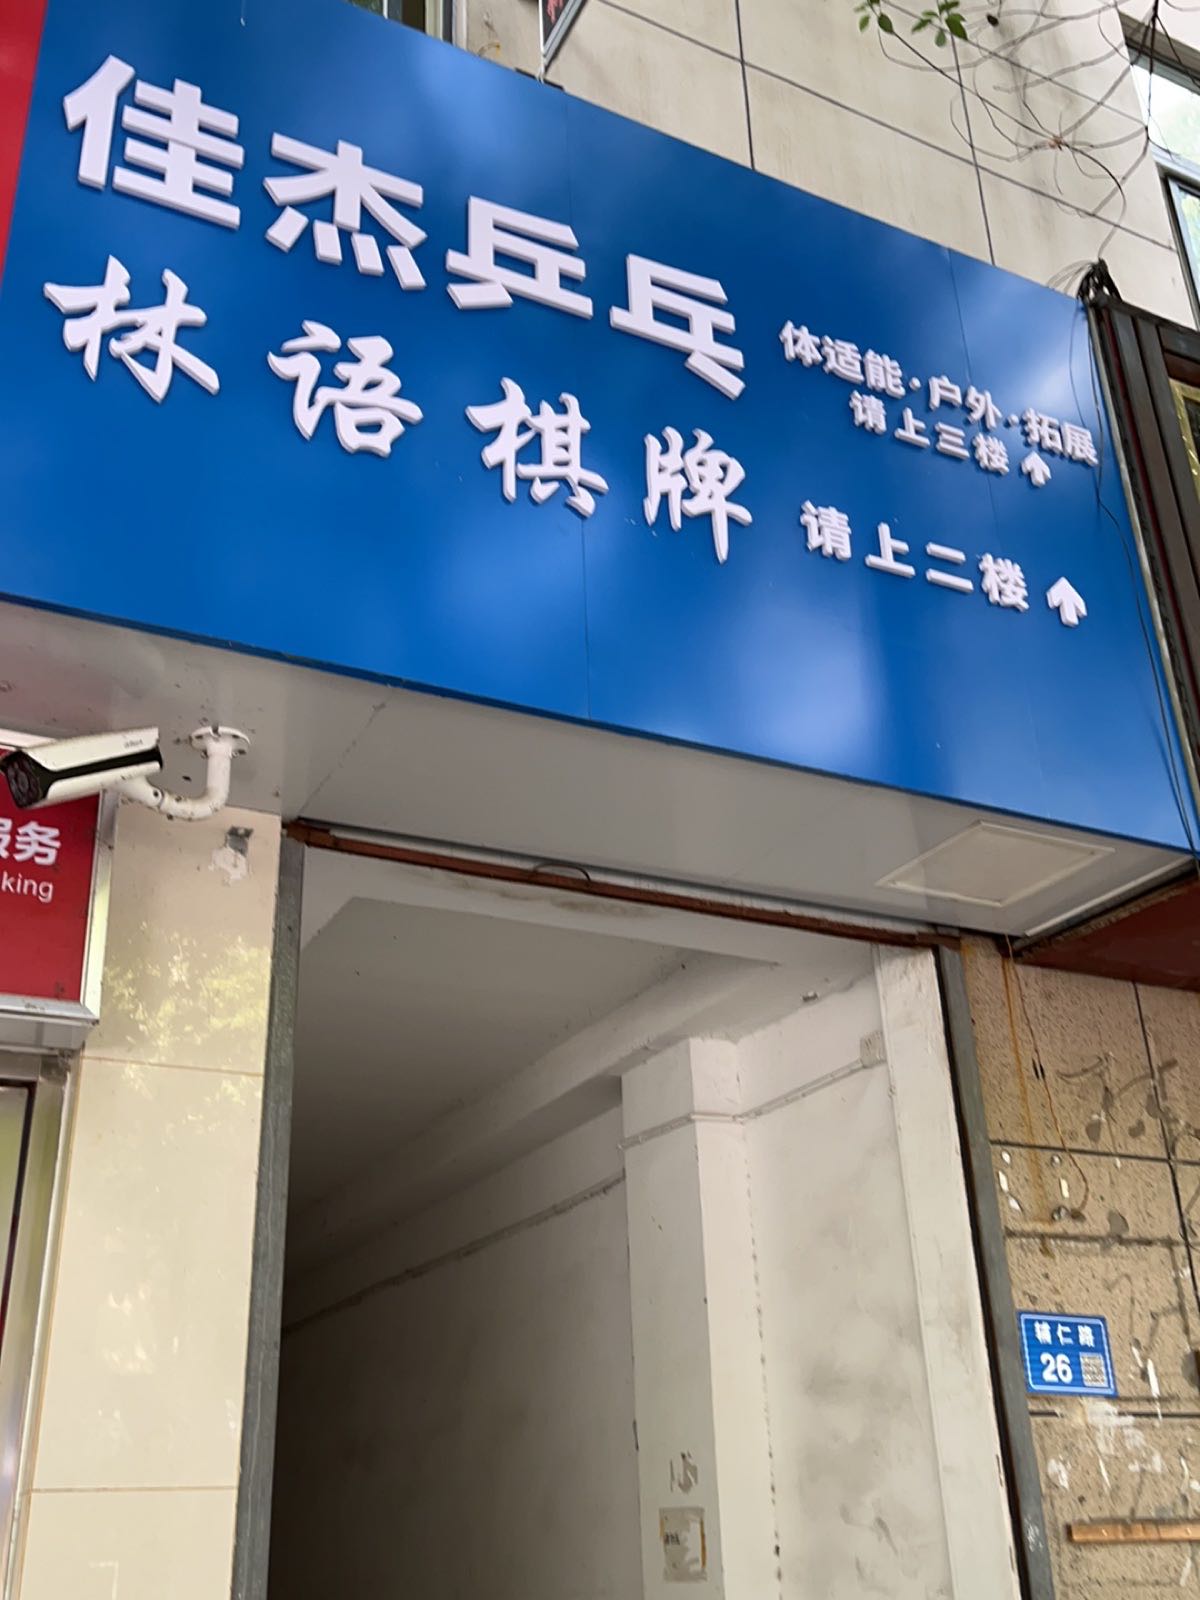 佳杰乒乓
体适能·户外·拓展
请上三楼↑
林语棋牌
请上二楼↑
服务
king
辅仁路
26